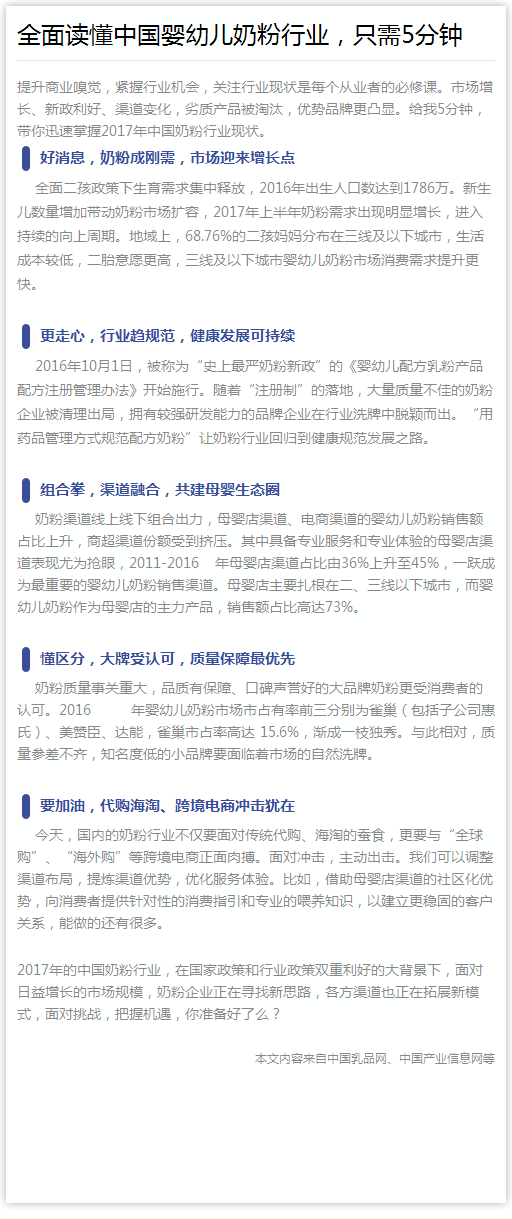 全面读懂中国婴幼儿奶粉行业，只需5分钟
提升商业嗅觉，紧握行业机会，关注行业现状是每个从业者的必修课。市场增
长、新政利好、渠道变化，劣质产品被淘汰，优势品牌更凸显。给我5分钟，
带你迅速掌握2017年中国奶粉行业现状。
好消息，奶粉成刚需，市场迎来增长点
全面二孩政策下生育需求集中释放，2016年出生人口数达到1786万。新生
儿数量增加带动奶粉市场扩容，2017年上半年奶粉需求出现明显增长，进入
持续的向上周期。地域上，68.76%的二孩妈妈分布在三线及以下城市，生活
成本较低，二胎意愿更高，三线及以下城市婴幼儿奶粉市场消费需求提升更
快。
更走心，行业趋规范，健康发展可持续
2016年10月1日，被称为“史上最严奶粉新政”的《婴幼儿配方乳粉产品
配方注册管理办法》开始施行。随着“注册制”的落地，大量质量不佳的奶粉
企业被清理出局，拥有较强研发能力的品牌企业在行业洗牌中脱颖而出。“用
药品管理方式规范配方奶粉”让奶粉行业回归到健康规范发展之路。
组合拳，渠道融合，共建母婴生态圈
奶粉渠道线上线下组合出力，母婴店渠道、电商渠道的婴幼儿奶粉销售额
占比上升，商超渠道份额受到挤压。其中具备专业服务和专业体验的母婴店渠
道表现尤为抢眼，2011-2016 年母婴店渠道占比由36%上升至45%，一跃成
为最重要的婴幼儿奶粉销售渠道。母婴店主要扎根在二、三线以下城市，而婴
幼儿奶粉作为母婴店的主力产品，销售额占比高达73%。
懂区分，大牌受认可，质量保障最优先
奶粉质量事关重大，品质有保障、口碑声誉好的大品牌奶粉更受消费者的
认可。2016 年婴幼儿奶粉市场市占有率前三分别为雀巢（包括子公司惠
氏）、美赞臣、达能，雀巢市占率高达 15.6%，渐成一枝独秀。与此相对，质
量参差不齐，知名度低的小品牌要面临着市场的自然洗牌。
要加油，代购海淘、跨境电商冲击犹在
今天，国内的奶粉行业不仅要面对传统代购、海淘的蚕食，更要与“全球
购”、“海外购”等跨境电商正面肉搏。面对冲击，主动出击。我们可以调整
渠道布局，提炼渠道优势，优化服务体验。比如，借助母婴店渠道的社区化优
势，向消费者提供针对性的消费指引和专业的喂养知识，以建立更稳固的客户
关系，能做的还有很多。
2017年的中国奶粉行业，在国家政策和行业政策双重利好的大背景下，面对
日益增长的市场规模，奶粉企业正在寻找新思路，各方渠道也正在拓展新模
式，面对挑战，把握机遇，你准备好了么？
本文内容来自中国乳品网、中国产业信息网等